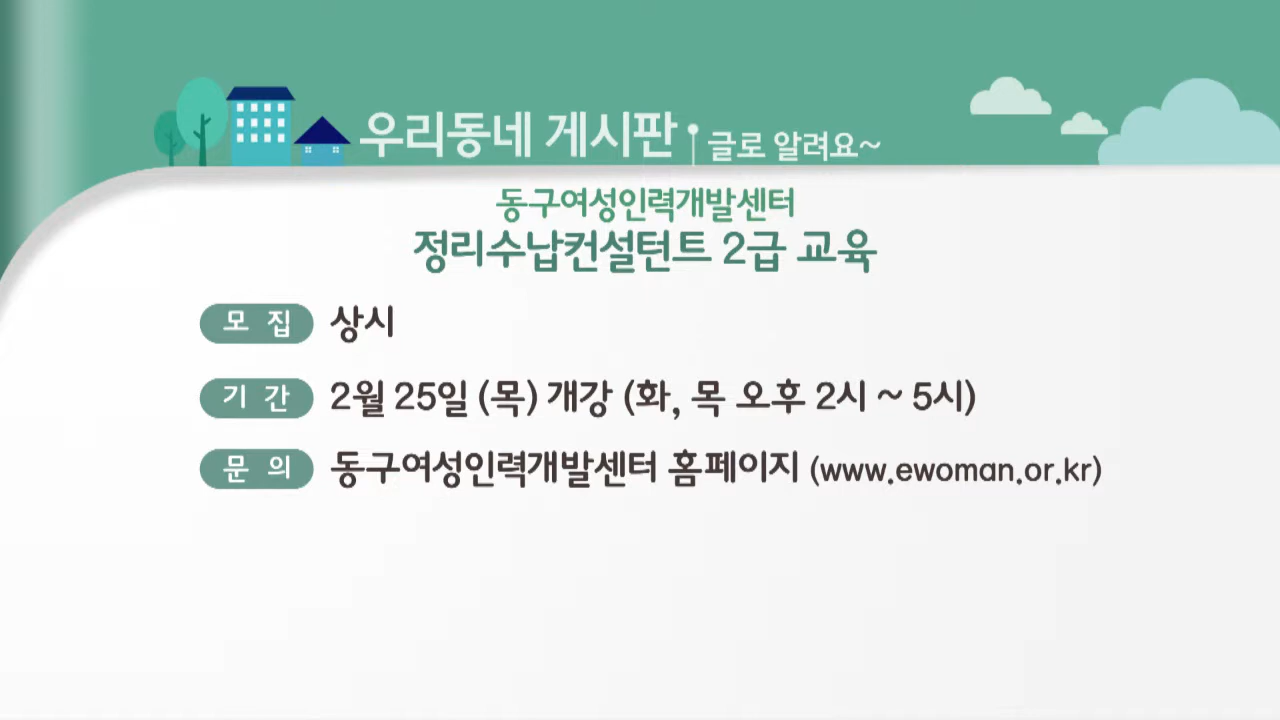 우리동네 게시판 글로 알려요~
동구여성인력개발센터
정리수납컨설턴트 2급 교육
모 집 상시
기 간 2월 25일 (목) 개강 (화, 목 오후 2시 ~ 5시)
문 의 동구여성인력개발센터 홈페이지 (www.ewoman.or.kr)